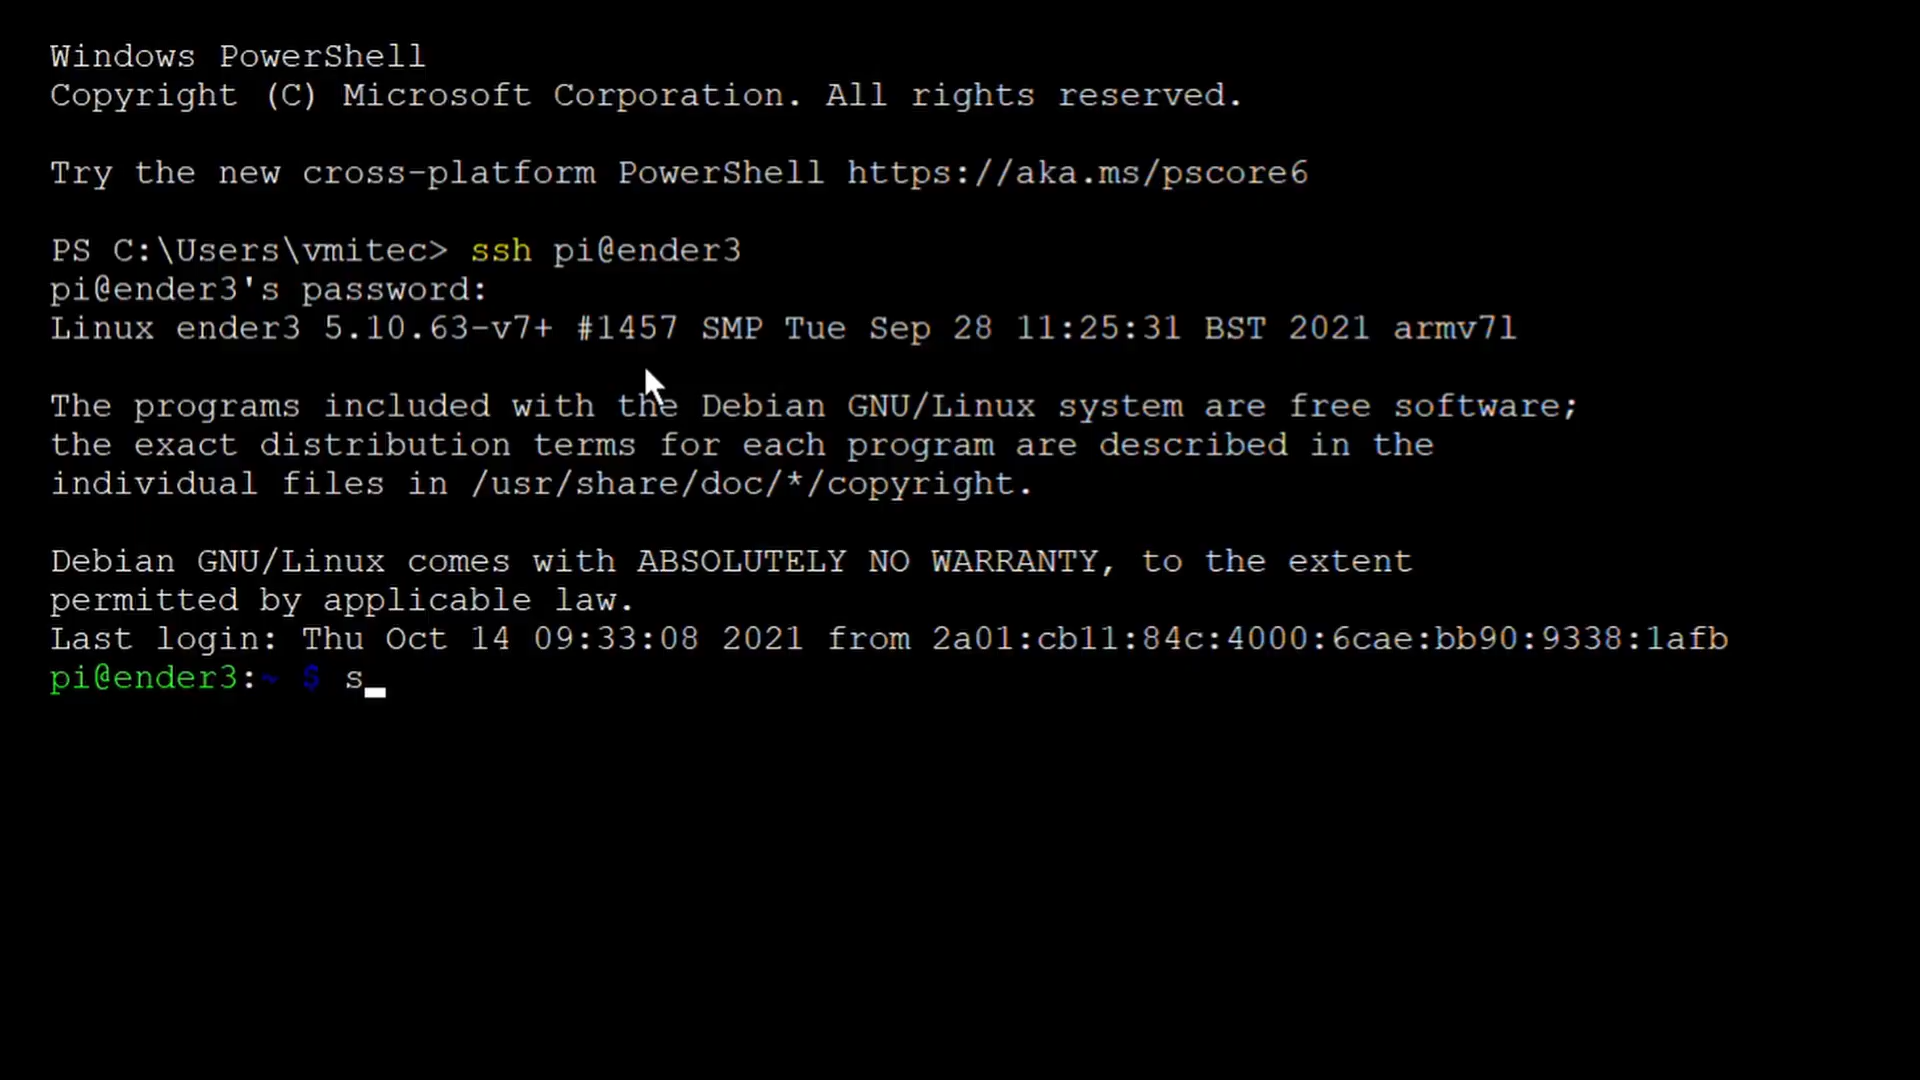 Windows PowerShell
Copyright (C) Microsoft Corporation. All rights reserved.
Try the new cross-platform PowerShell https://aka.ms/pscore6
PS C:\Users\vmitec> ssh pi@ender3
pi@ender3's password:
Linux ender3 5.10.63-v7+ #1457 SMP Tue Sep 28 11:25:31 BST 2021 armv7l
The programs included with the Debian GNU/Linux system are free software;
the exact distribution terms for each program are described in the
individual files in /usr/share/doc/*/copyright.
Debian GNU/Linux comes with ABSOLUTELY NO WARRANTY, to the extent
permitted by applicable law.
Last login: Thu Oct 14 09:33:08 2021 from 2a01:cb11:84c:4000:6cae:bb90:9338:1afb
pi@ender3:~ $ s_